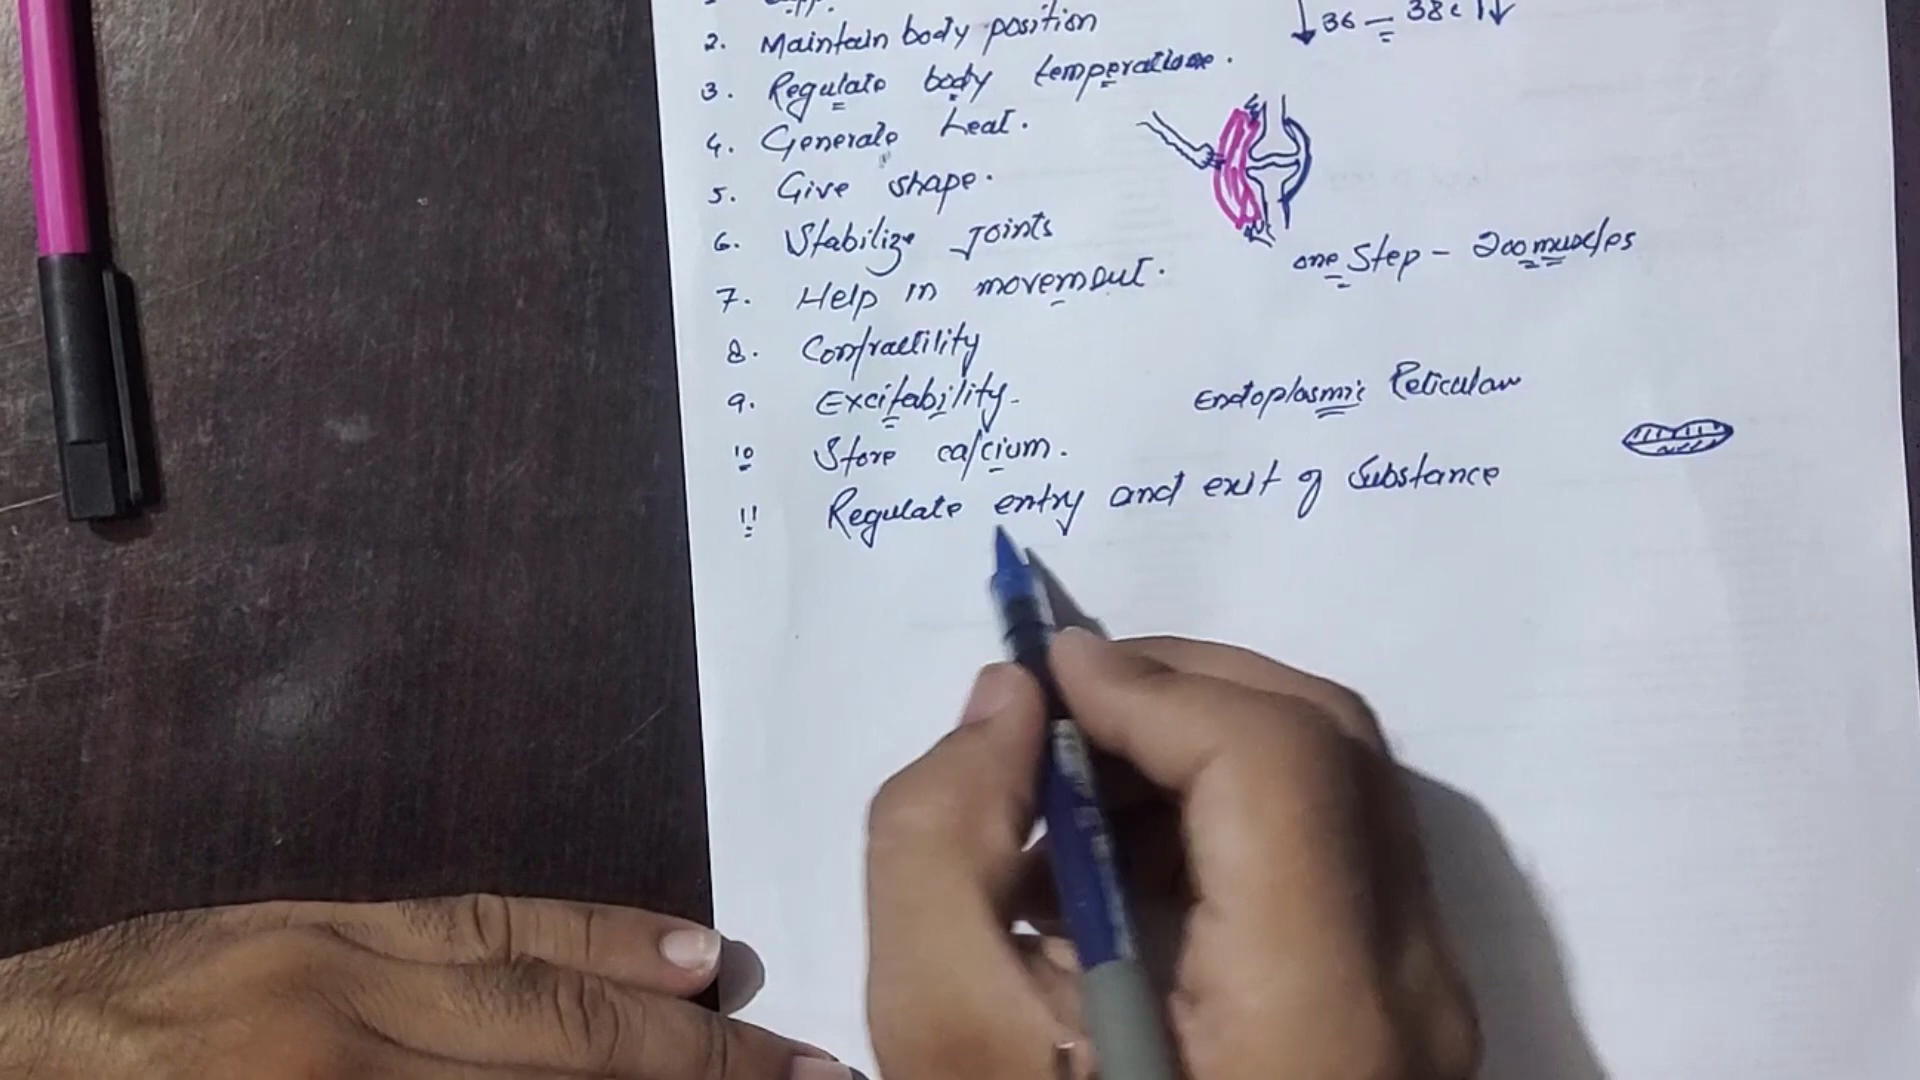 2. Maintain body position
↓ 36 – 38c ↑↓
3. Regulate body temperature.
4. Generate heat.
5. Give shape.
6. Stabilize Joints
one Step - 200 muscles
7. Help in movement.
8. Contractility
9. Excitability
Endoplasmic Reticulum
10 Store calcium.
11 Regulate entry and exit of Substance